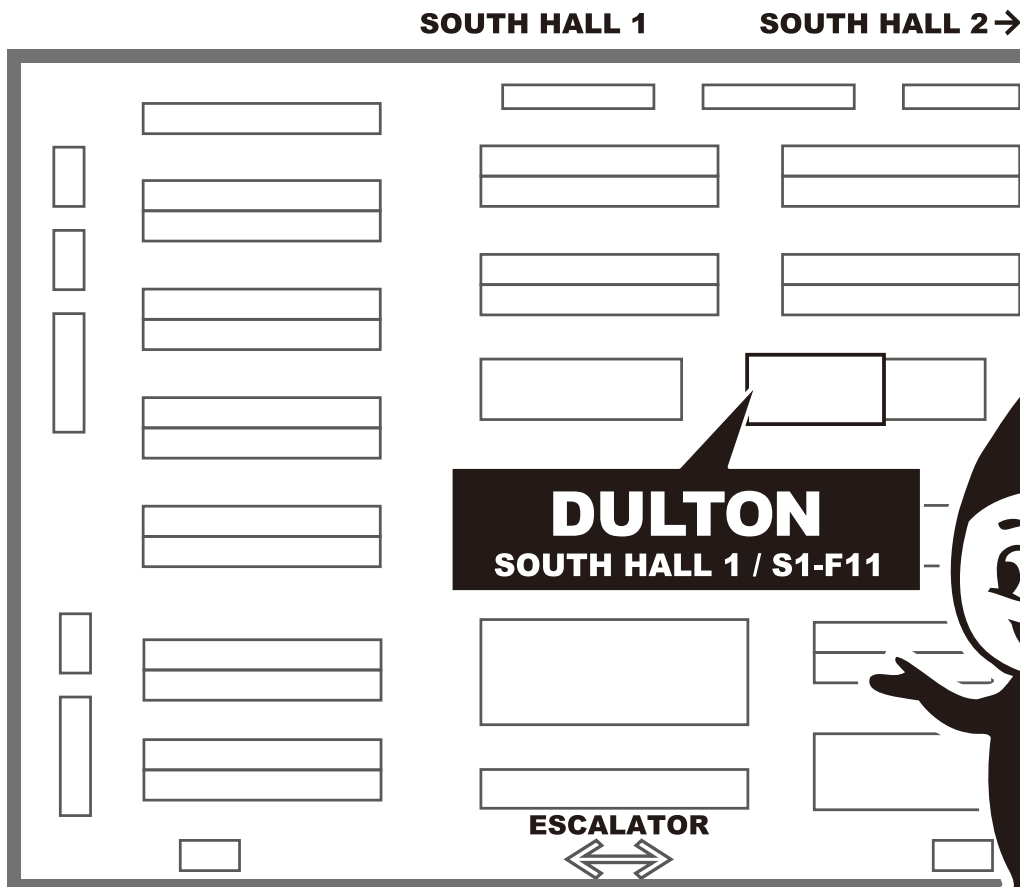 SOUTH HALL 1
SOUTH HALL 2 →
DULTON
SOUTH HALL 1 / S1-F11
ESCALATOR